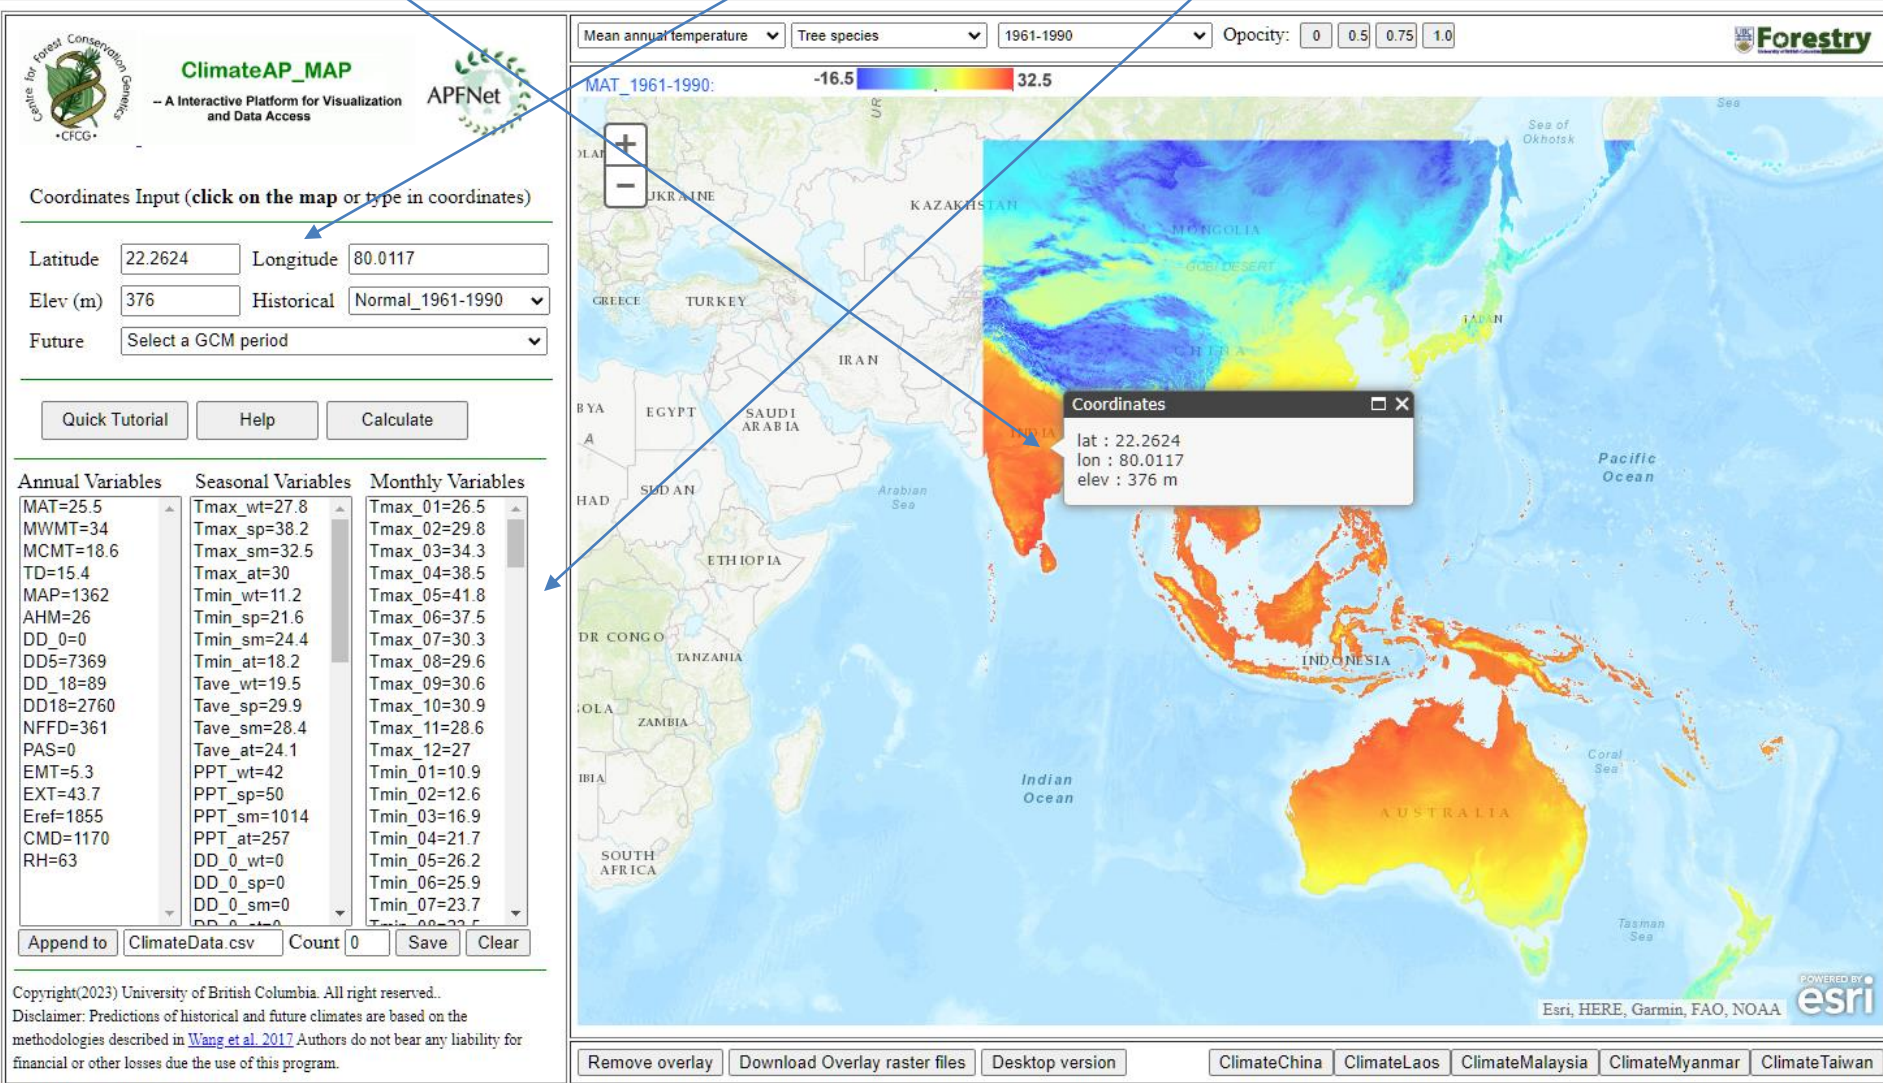 Centre for Forest Conservation Genetics
•CFCG•
ClimateAP_MAP
-- A Interactive Platform for Visualization
and Data Access
APFNet
Coordinates Input (click on the map or type in coordinates)
Latitude 22.2624 Longitude 80.0117
Elev (m) 376 Historical Normal_1961-1990
Future Select a GCM period
Quick Tutorial Help Calculate
Annual Variables Seasonal Variables Monthly Variables
MAT=25.5 Tmax_wt=27.8 Tmax_01=26.5
MWMT=34 Tmax_sp=38.2 Tmax_02=29.8
MCMT=18.6 Tmax_sm=32.5 Tmax_03=34.3
TD=15.4 Tmax_at=30 Tmax_04=38.5
MAP=1362 Tmin_wt=11.2 Tmax_05=41.8
AHM=26 Tmin_sp=21.6 Tmax_06=37.5
DD_0=0 Tmin_sm=24.4 Tmax_07=30.3
DD5=7369 Tmin_at=18.2 Tmax_08=29.6
DD_18=89 Tave_wt=19.5 Tmax_09=30.6
DD18=2760 Tave_sp=29.9 Tmax_10=30.9
NFFD=361 Tave_sm=28.4 Tmax_11=28.6
PAS=0 Tave_at=24.1 Tmax_12=27
EMT=5.3 PPT_wt=42 Tmin_01=10.9
EXT=43.7 PPT_sp=50 Tmin_02=12.6
Eref=1855 PPT_sm=1014 Tmin_03=16.9
CMD=1170 PPT_at=257 Tmin_04=21.7
RH=63 DD_0_wt=0 Tmin_05=26.2
DD_0_sp=0 Tmin_06=25.9
DD_0_sm=0 Tmin_07=23.7
Append to ClimateData.csv Count 0 Save Clear
Copyright(2023) University of British Columbia. All right reserved..
Disclaimer: Predictions of historical and future climates are based on the
methodologies described in Wang et al. 2017 Authors do not bear any liability for
financial or other losses due the use of this program.
Mean annual temperature Tree species 1961-1990 Opocity: 0 0.5 0.75 1.0
UBC Forestry
MAT_1961-1990: -16.5 32.5
+
−
UR
Sea
Sea of
Okhotsk
UKRAINE
KAZAKHSTAN
MONGOLIA
GOBI DESERT
GREECE
TURKEY
JAPAN
IRAN
CHINA
BYA
EGYPT
SAUDI
ARABIA
A
INDIA
Coordinates
lat : 22.2624
lon : 80.0117
elev : 376 m
Pacific
Ocean
HAD
SUDAN
Arabian
Sea
ETHIOPIA
DR CONGO
TANZANIA
INDONESIA
OLA
ZAMBIA
IBIA
Indian
Ocean
Coral
Sea
AUSTRALIA
SOUTH
AFRICA
Tasman
Sea
POWERED BY
esri
Esri, HERE, Garmin, FAO, NOAA
Remove overlay Download Overlay raster files Desktop version ClimateChina ClimateLaos ClimateMalaysia ClimateMyanmar ClimateTaiwan